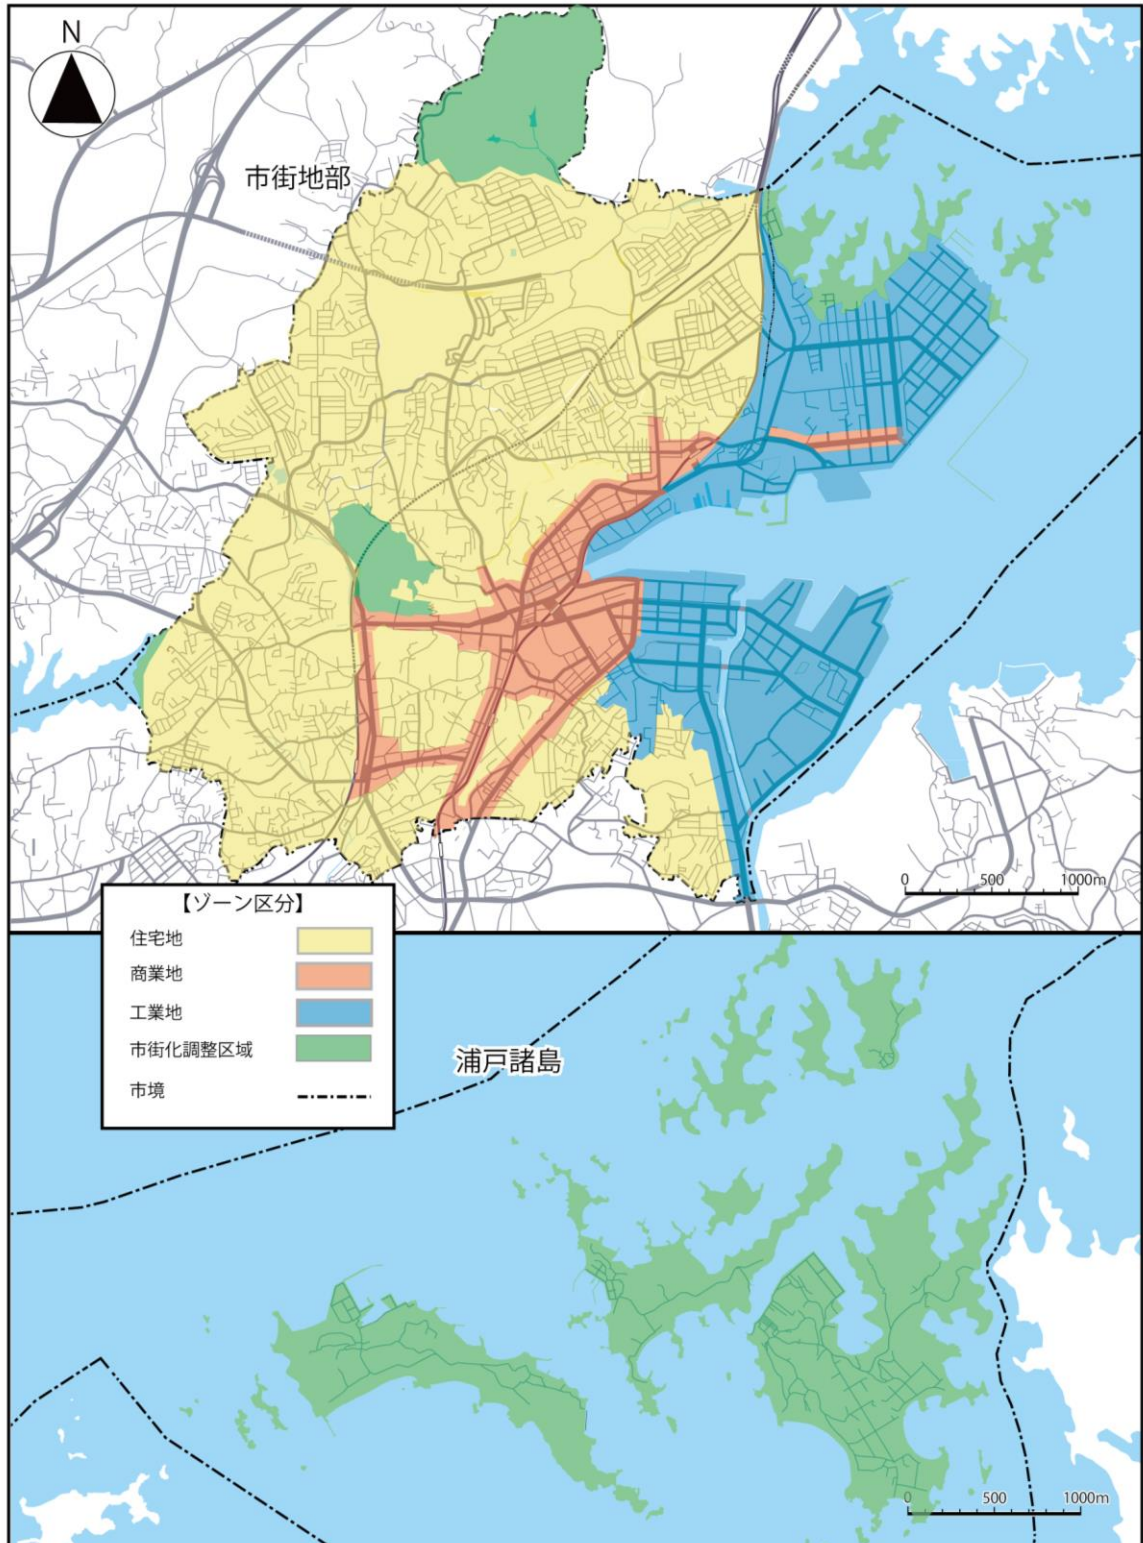 N
市街地部
0 500 1000m
【ゾーン区分】
住宅地
商業地
工業地
市街化調整区域
市境
浦戸諸島
0 500 1000m